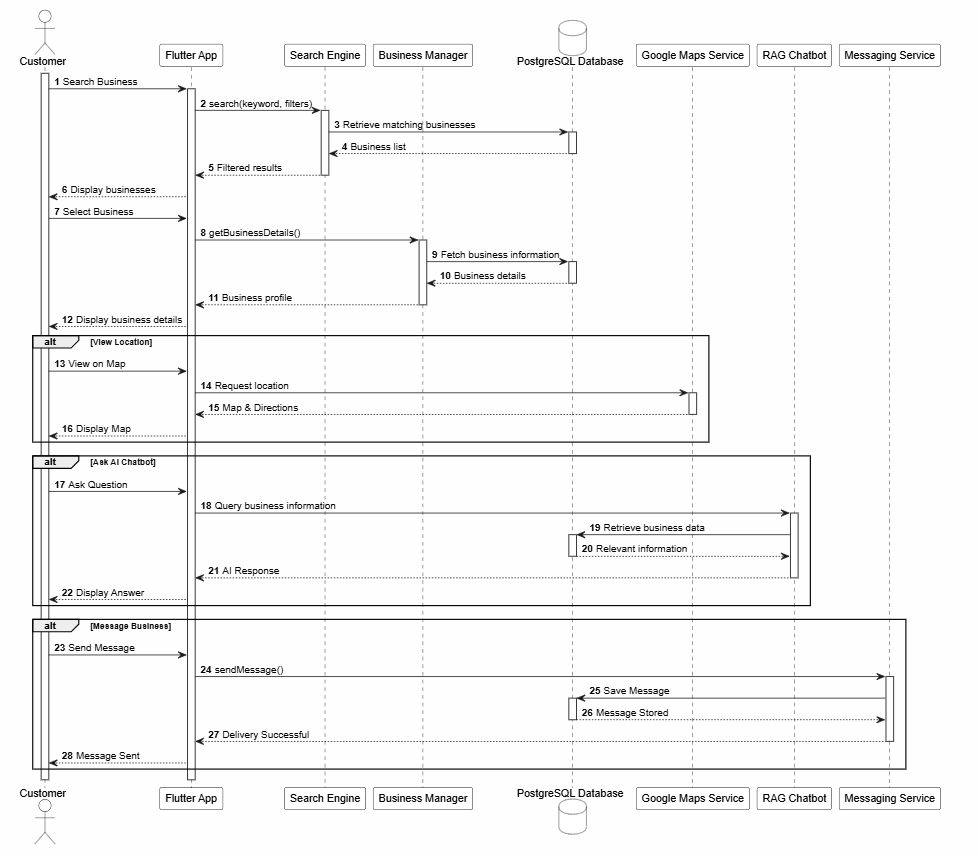 Customer
Flutter App
Search Engine
Business Manager
PostgreSQL Database
Google Maps Service
RAG Chatbot
Messaging Service
1 Search Business
2 search(keyword, filters)
3 Retrieve matching businesses
4 Business list
5 Filtered results
6 Display businesses
7 Select Business
8 getBusinessDetails()
9 Fetch business information
10 Business details
11 Business profile
12 Display business details
alt [View Location]
13 View on Map
14 Request location
15 Map & Directions
16 Display Map
alt [Ask AI Chatbot]
17 Ask Question
18 Query business information
19 Retrieve business data
20 Relevant information
21 AI Response
22 Display Answer
alt [Message Business]
23 Send Message
24 sendMessage()
25 Save Message
26 Message Stored
27 Delivery Successful
28 Message Sent
Customer
Flutter App
Search Engine
Business Manager
PostgreSQL Database
Google Maps Service
RAG Chatbot
Messaging Service